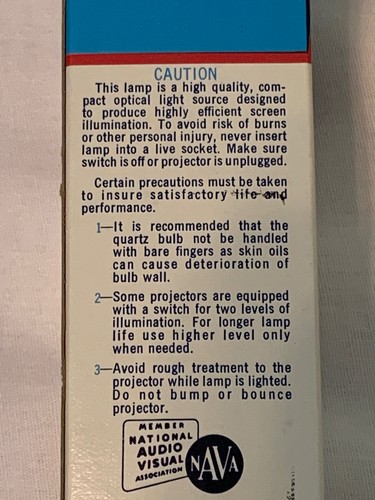 CAUTION
This lamp is a high quality, com-
pact optical light source designed
to produce highly efficient screen
illumination. To avoid risk of burns
or other personal injury, never insert
lamp into a live socket. Make sure
switch is off or projector is unplugged.
Certain precautions must be taken
to insure satisfactory life and
performance.
1—It is recommended that the
quartz bulb not be handled
with bare fingers as skin oils
can cause deterioration of
bulb wall.
2—Some projectors are equipped
with a switch for two levels of
illumination. For longer lamp
life use higher level only
when needed.
3—Avoid rough treatment to the
projector while lamp is lighted.
Do not bump or bounce
projector.
MEMBER
NATIONAL
AUDIO
VISUAL
ASSOCIATION
NAVA